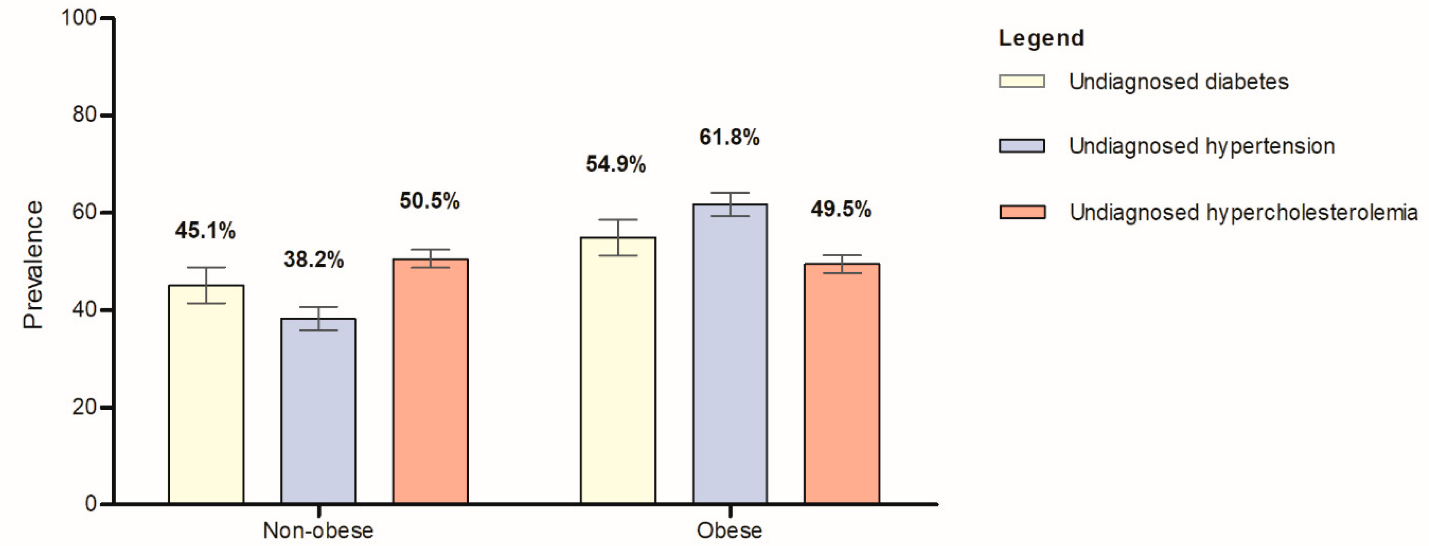 Prevalence
100
80
60
40
20
0
45.1%
38.2%
50.5%
54.9%
61.8%
49.5%
Non-obese
Obese
Legend
Undiagnosed diabetes
Undiagnosed hypertension
Undiagnosed hypercholesterolemia